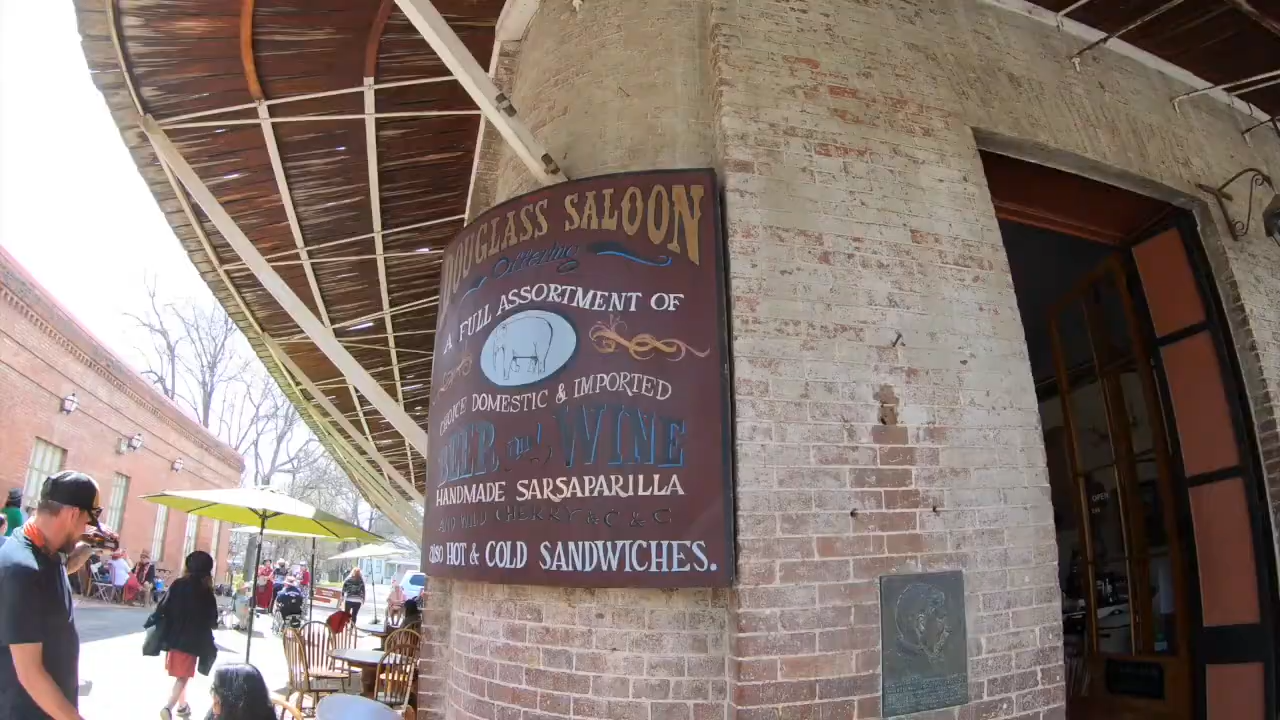 DOUGLASS SALOON
Offering
A FULL ASSORTMENT OF
CHOICE DOMESTIC & IMPORTED
BEER and WINE
HANDMADE SARSAPARILLA
AND WILD CHERRY &C &C
also HOT & COLD SANDWICHES.
OPEN